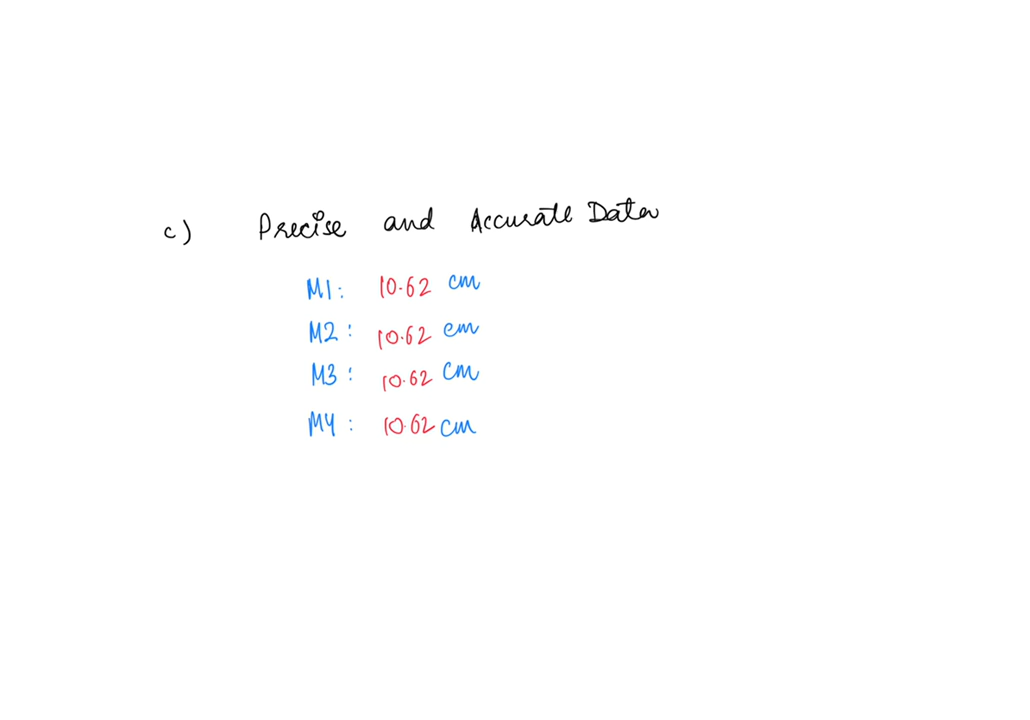 c) Precise and Accurate Data
M1: 10.62 cm
M2: 10.62 cm
M3: 10.62 cm
M4: 10.62 cm